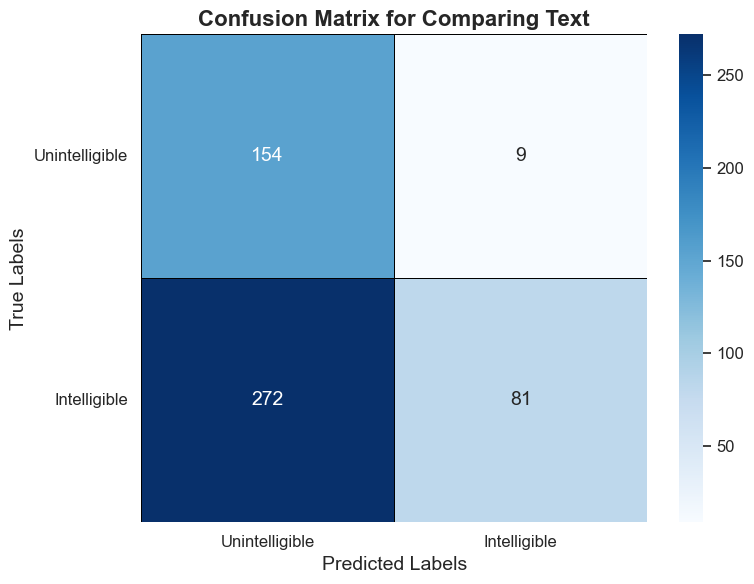 Confusion Matrix for Comparing Text
True Labels
Unintelligible
154
9
Intelligible
272
81
Unintelligible
Intelligible
Predicted Labels
250
200
150
100
50